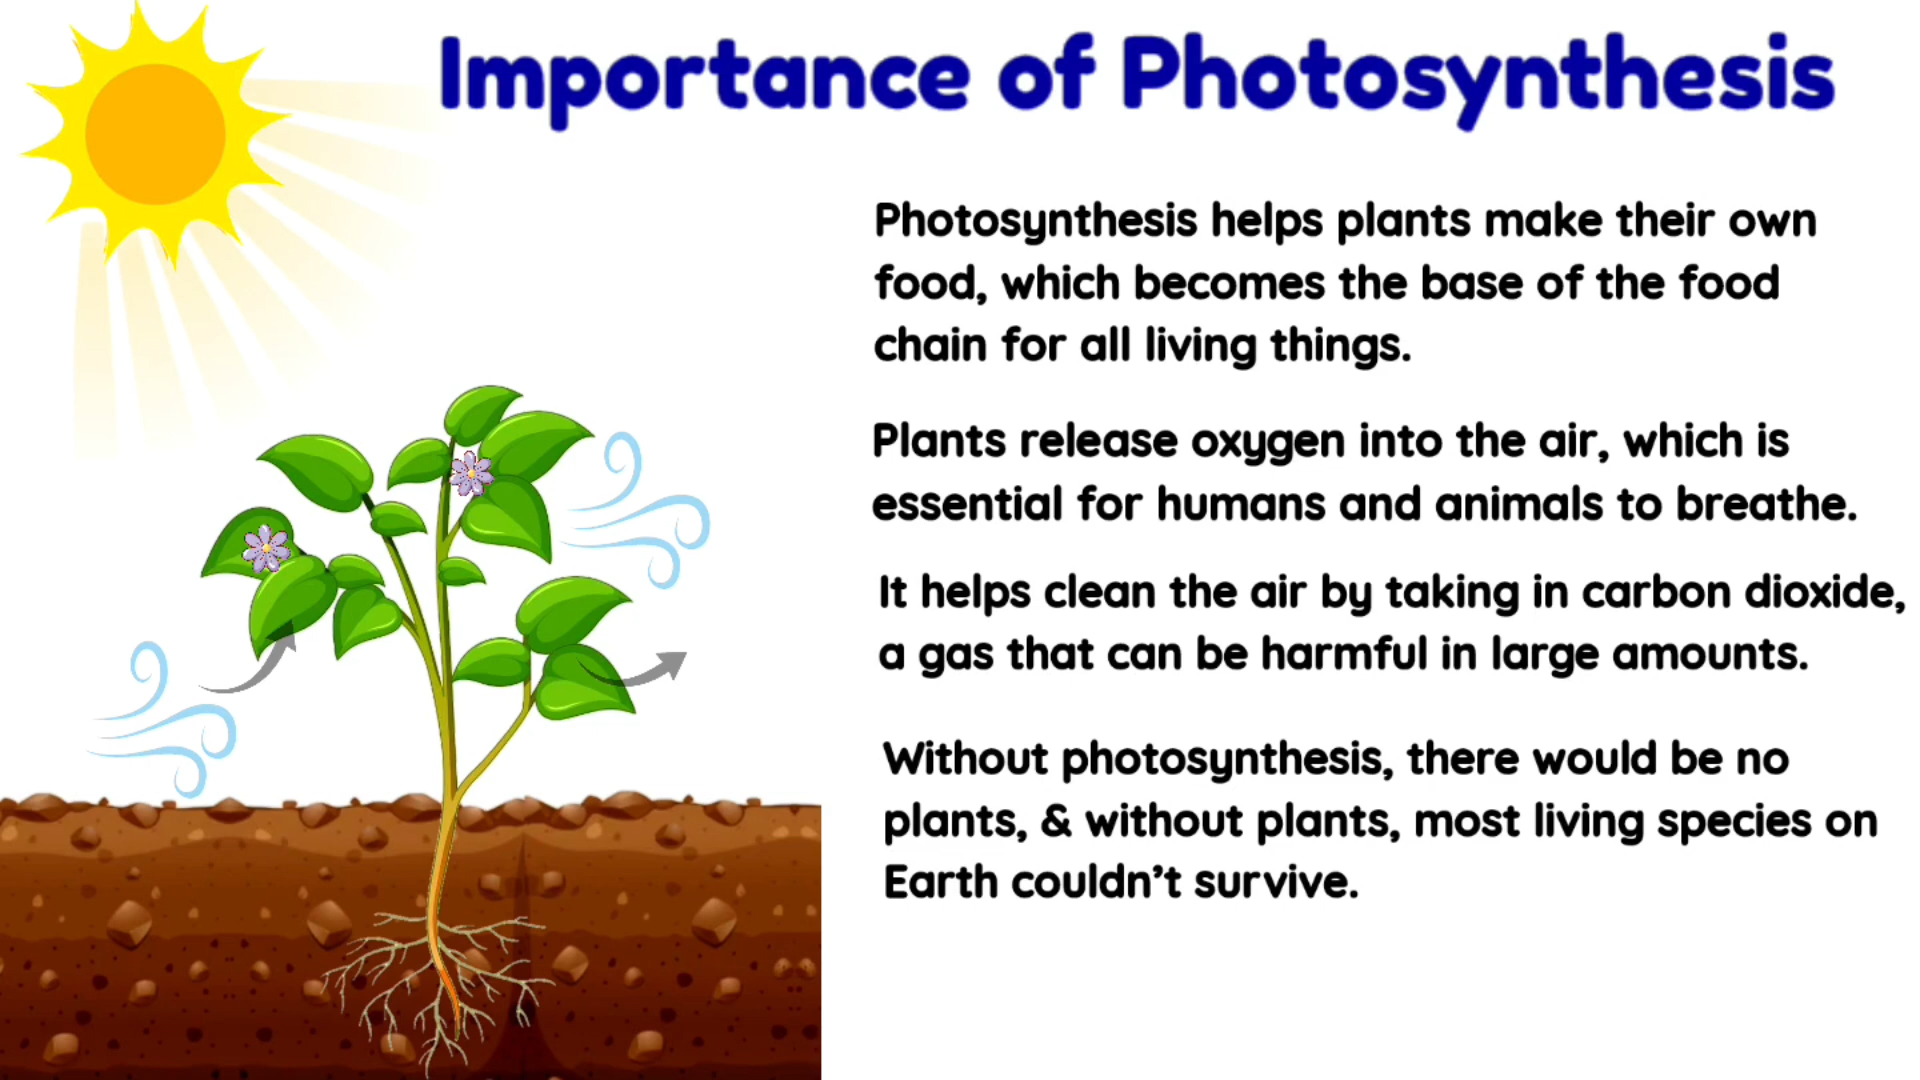 Importance of Photosynthesis
Photosynthesis helps plants make their own
food, which becomes the base of the food
chain for all living things.
Plants release oxygen into the air, which is
essential for humans and animals to breathe.
It helps clean the air by taking in carbon dioxide,
a gas that can be harmful in large amounts.
Without photosynthesis, there would be no
plants, & without plants, most living species on
Earth couldn’t survive.